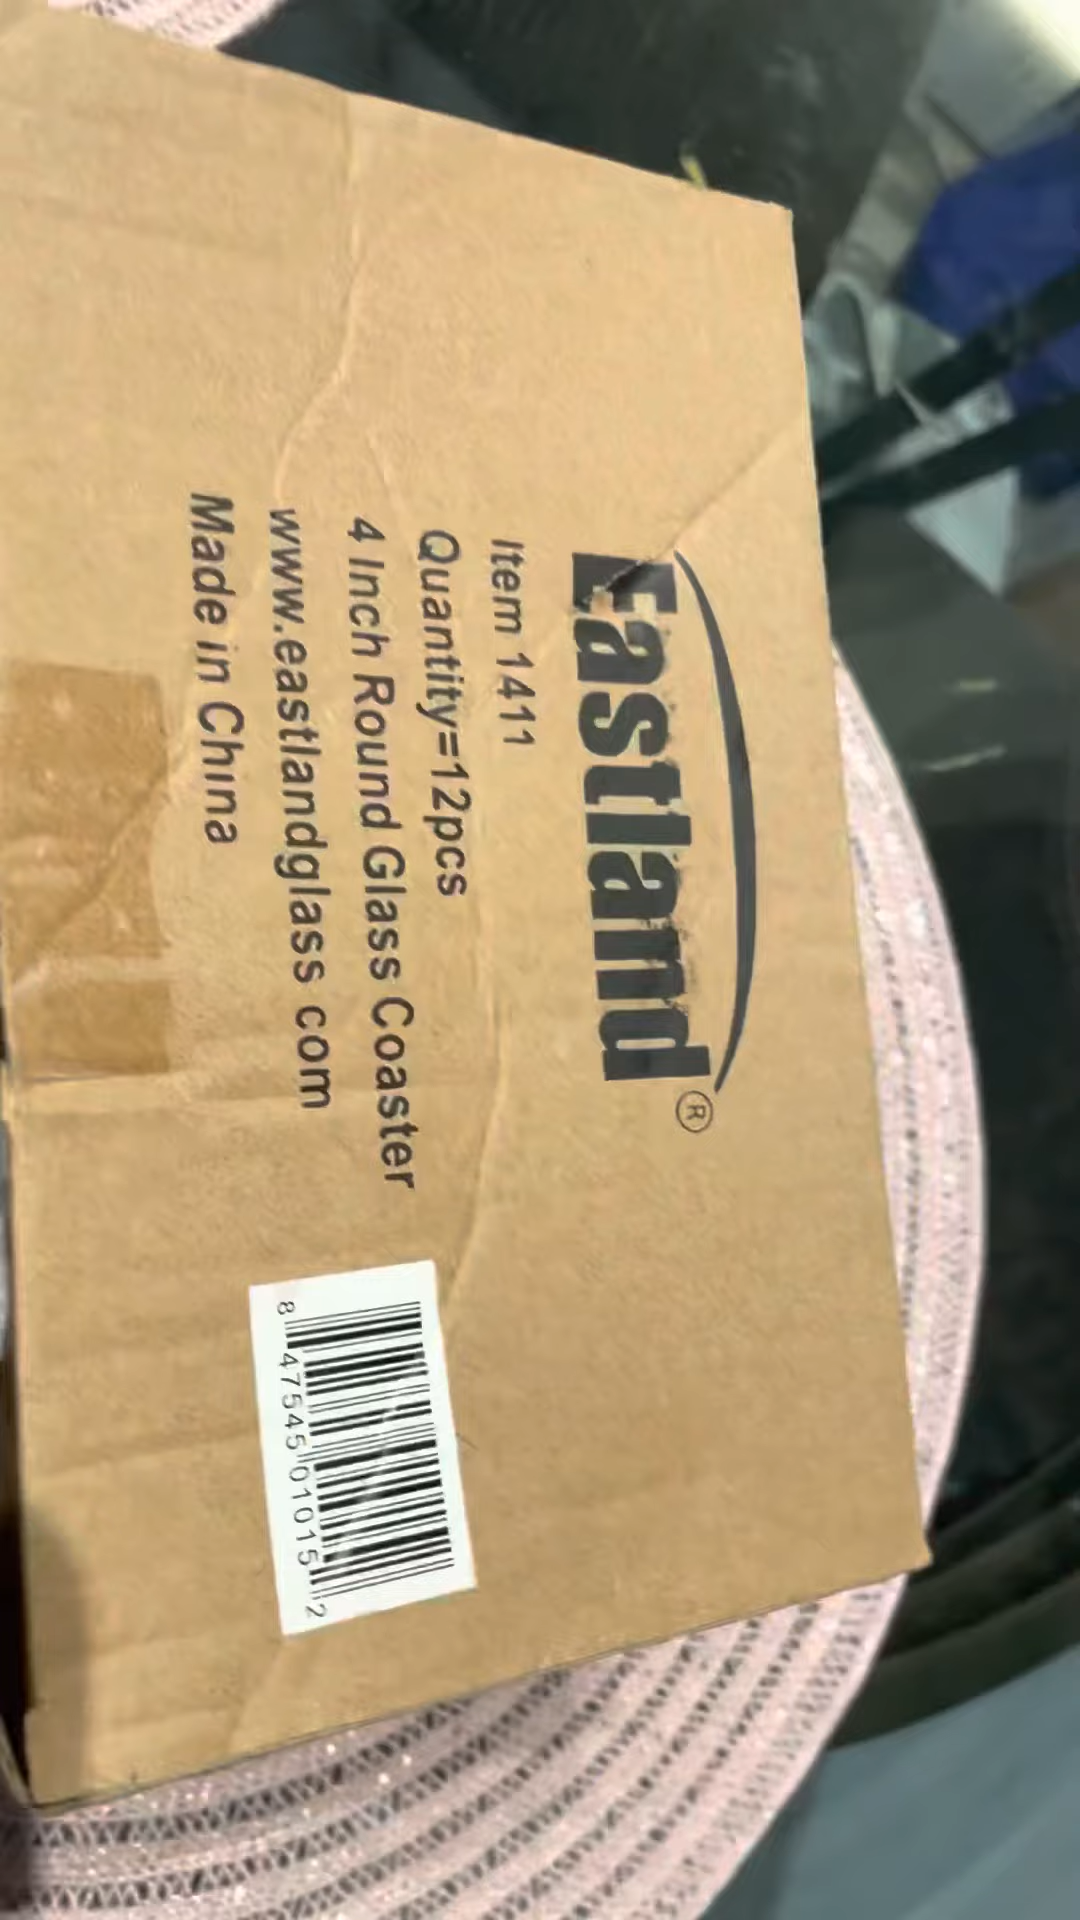 Eastland®
Item 1411
Quantity=12pcs
4 Inch Round Glass Coaster
www.eastlandglass com
Made in China
8 47545 01015 2